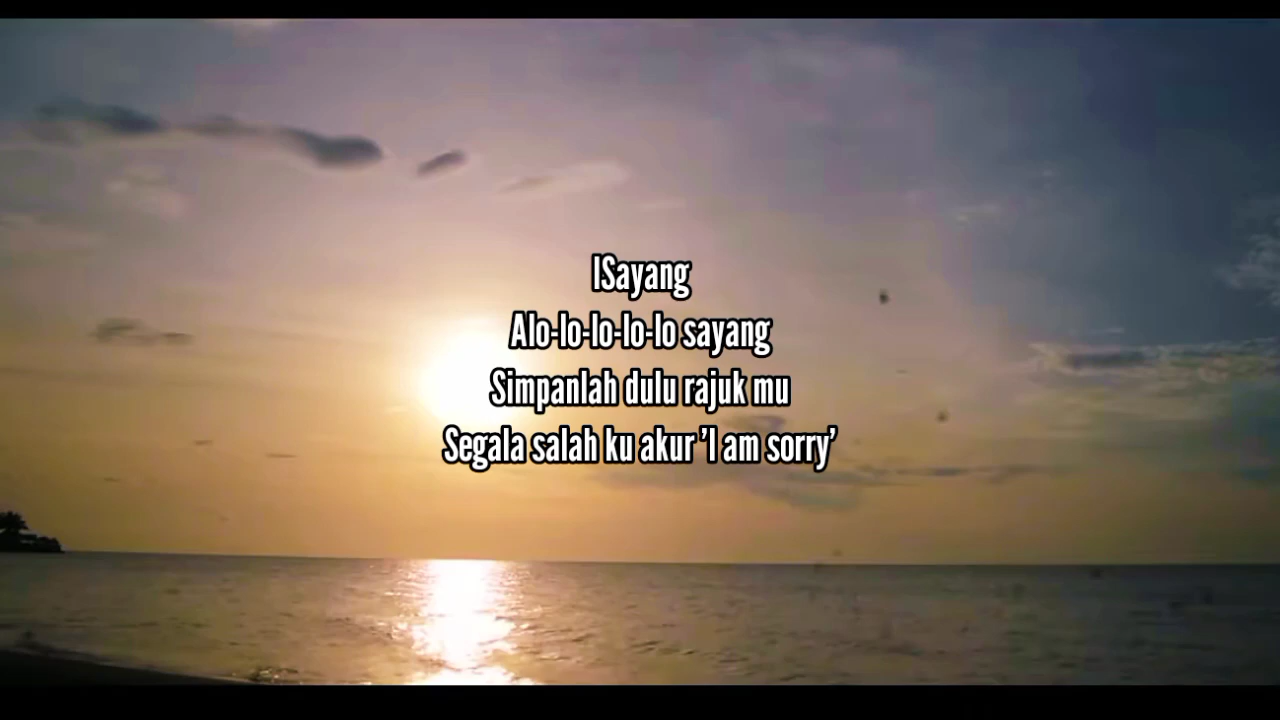 ISayang
Alo-lo-lo-lo-lo sayang
Simpanlah dulu rajuk mu
Segala salah ku akur 'I am sorry'